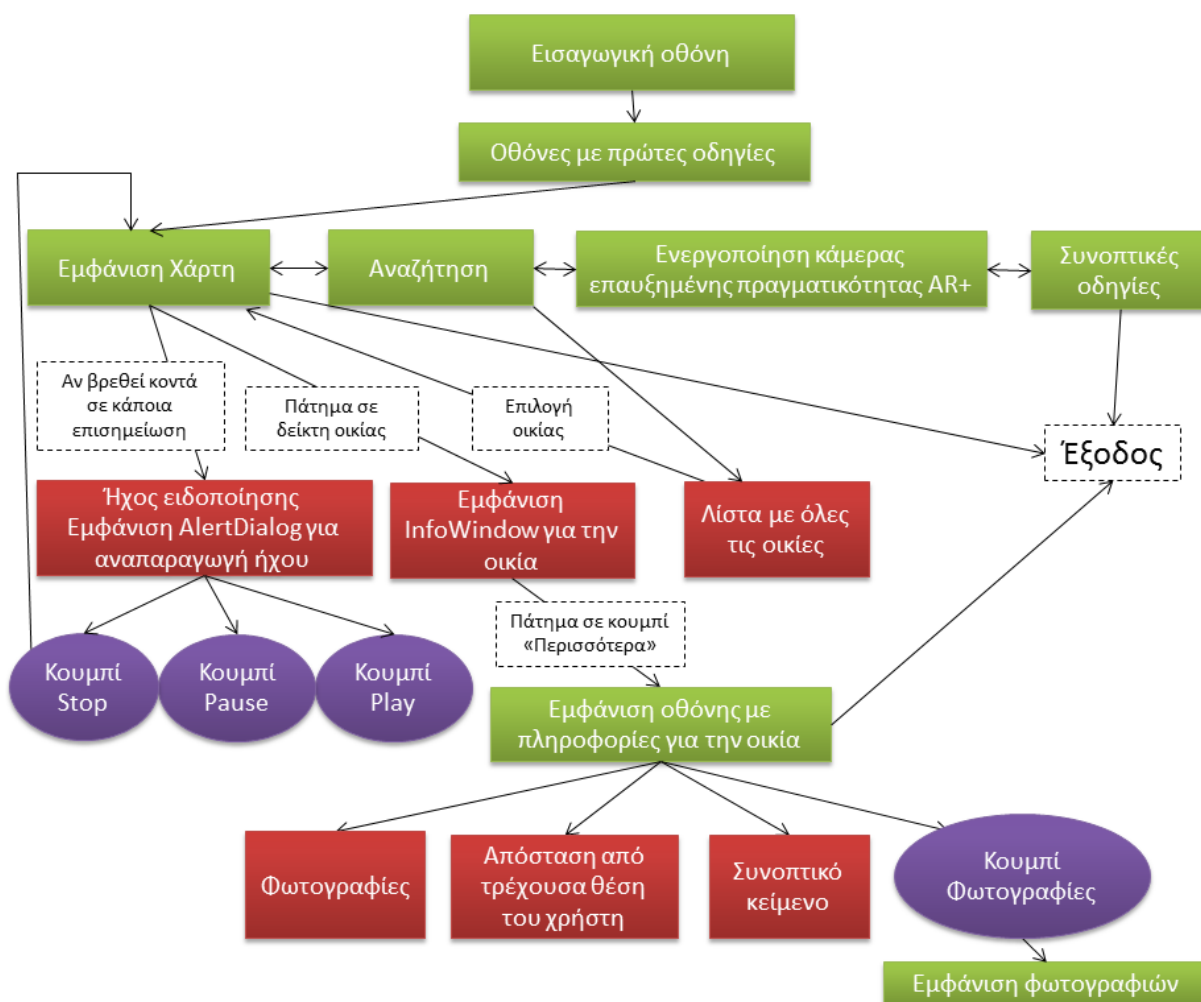 Εισαγωγική οθόνη
Οθόνες με πρώτες οδηγίες
Εμφάνιση Χάρτη
Αναζήτηση
Ενεργοποίηση κάμερας
επαυξημένης πραγματικότητας AR+
Συνοπτικές
οδηγίες
Αν βρεθεί κοντά
σε κάποια
επισημείωση
Πάτημα σε
δείκτη οικίας
Επιλογή
οικίας
Έξοδος
Ήχος ειδοποίησης
Εμφάνιση AlertDialog για
αναπαραγωγή ήχου
Εμφάνιση
InfoWindow για την
οικία
Λίστα με όλες
τις οικίες
Πάτημα σε κουμπί
«Περισσότερα»
Κουμπί
Stop
Κουμπί
Pause
Κουμπί
Play
Εμφάνιση οθόνης με
πληροφορίες για την οικία
Φωτογραφίες
Απόσταση από
τρέχουσα θέση
του χρήστη
Συνοπτικό
κείμενο
Κουμπί
Φωτογραφίες
Εμφάνιση φωτογραφιών